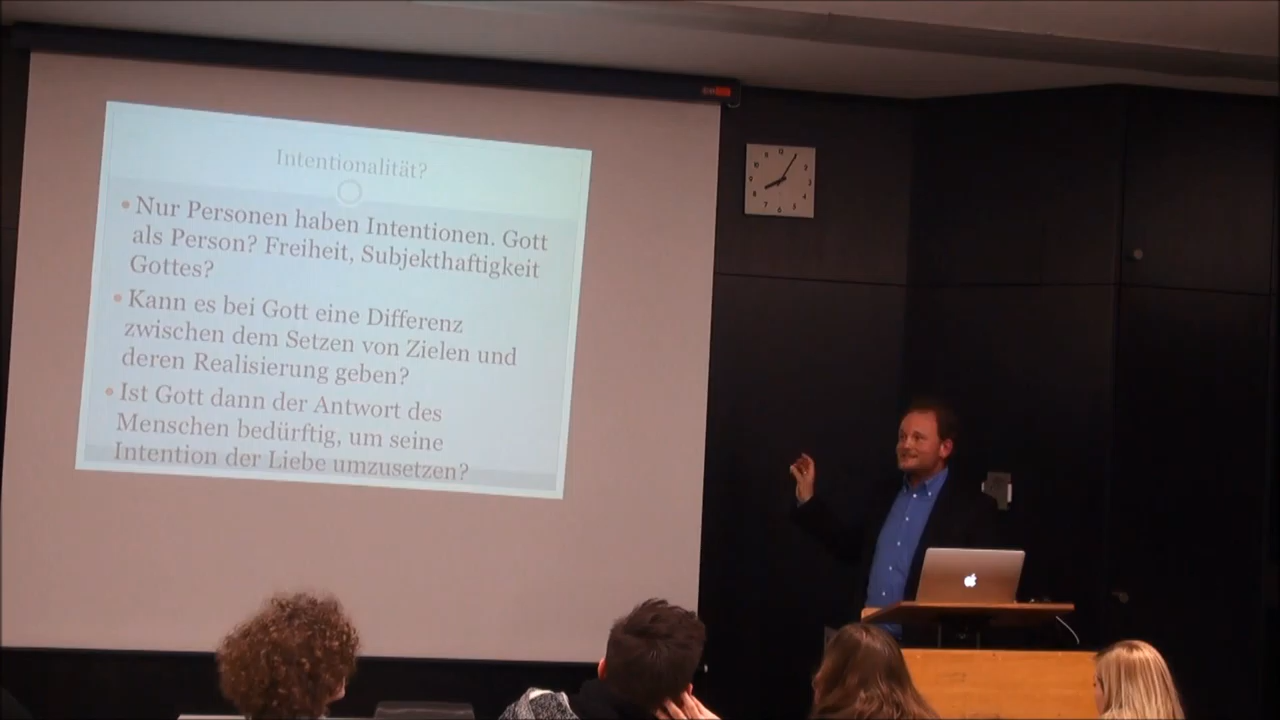 Intentionalität?
• Nur Personen haben Intentionen. Gott
als Person? Freiheit, Subjekthaftigkeit
Gottes?
• Kann es bei Gott eine Differenz
zwischen dem Setzen von Zielen und
deren Realisierung geben?
• Ist Gott dann der Antwort des
Menschen bedürftig, um seine
Intention der Liebe umzusetzen?